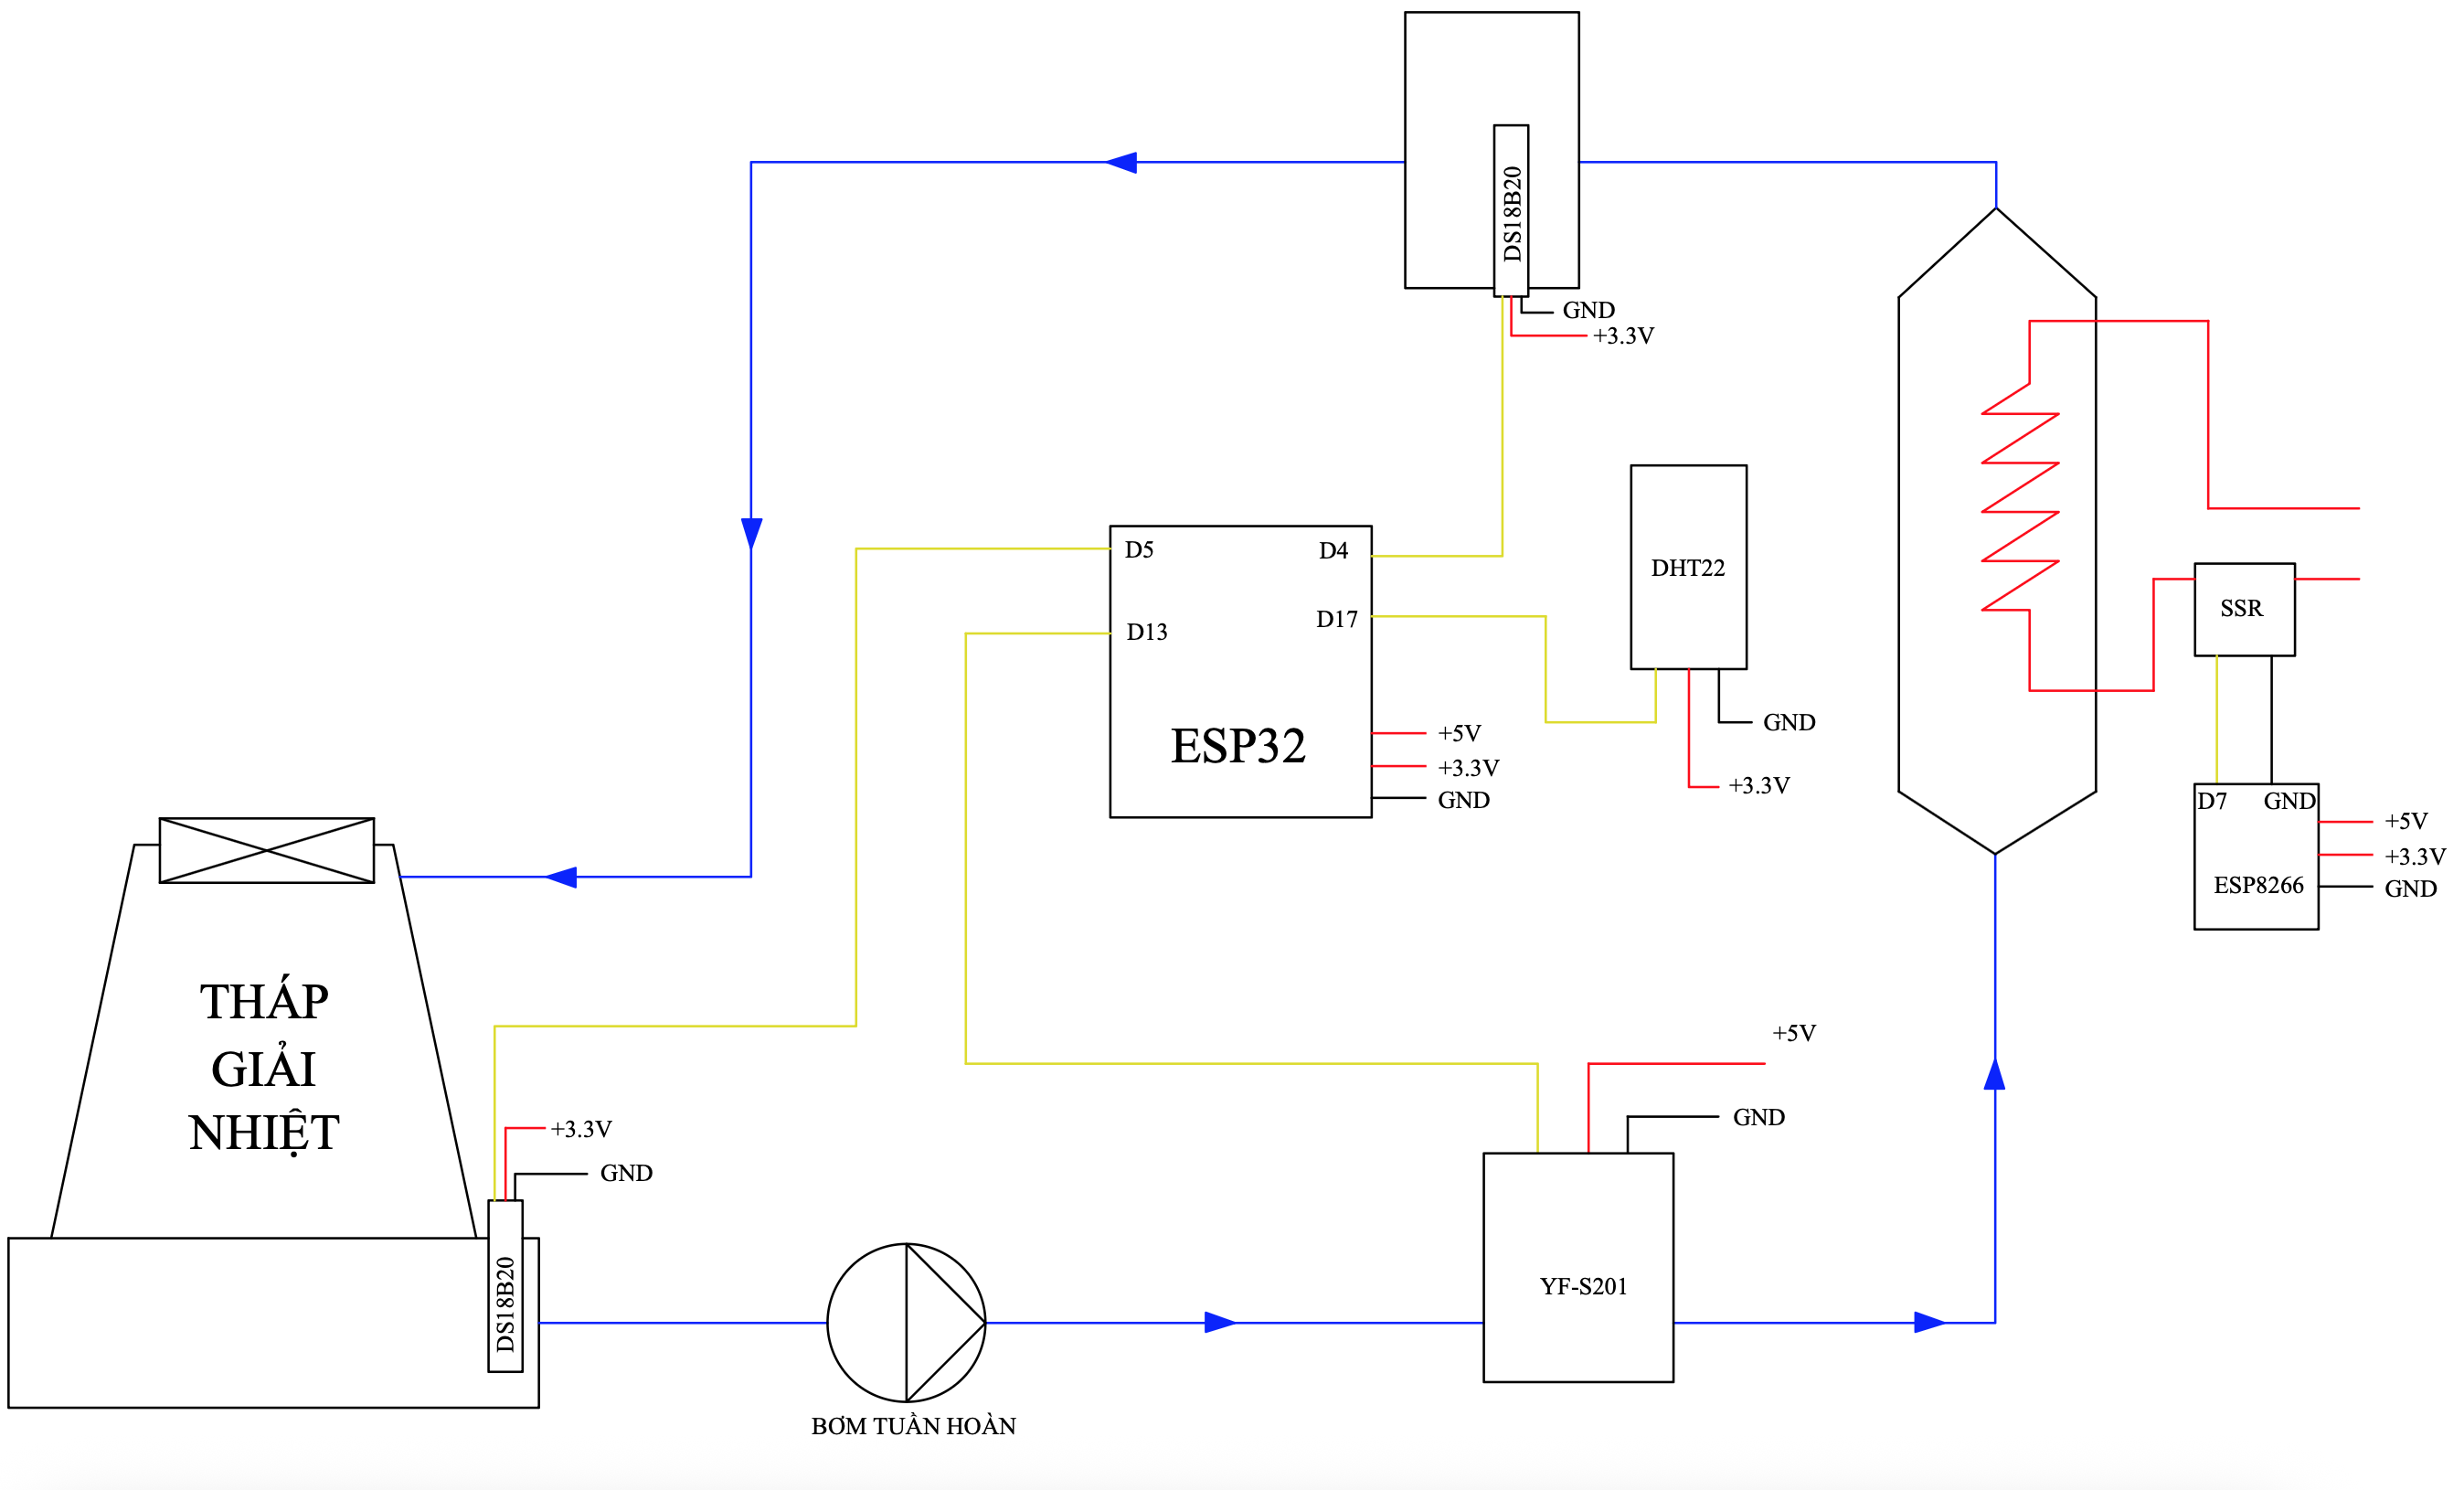 DS18B20
GND
+3.3V
D5
D4
DHT22
D13
D17
SSR
ESP32
+5V
+3.3V
GND
GND
+3.3V
D7
GND
ESP8266
+5V
+3.3V
GND
THÁP
GIẢI
NHIỆT
+3.3V
GND
DS18B20
+5V
GND
YF-S201
BƠM TUẦN HOÀN